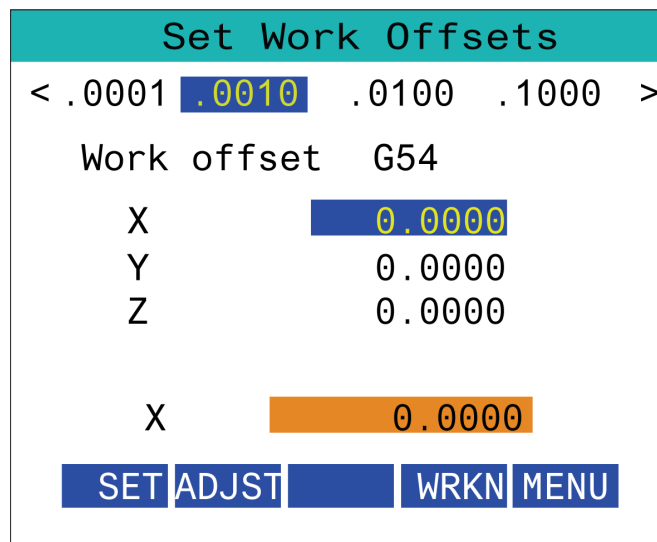 Set Work Offsets
< .0001 .0010 .0100 .1000 >
Work offset G54
X 0.0000
Y 0.0000
Z 0.0000
X 0.0000
SET ADJST WRKN MENU